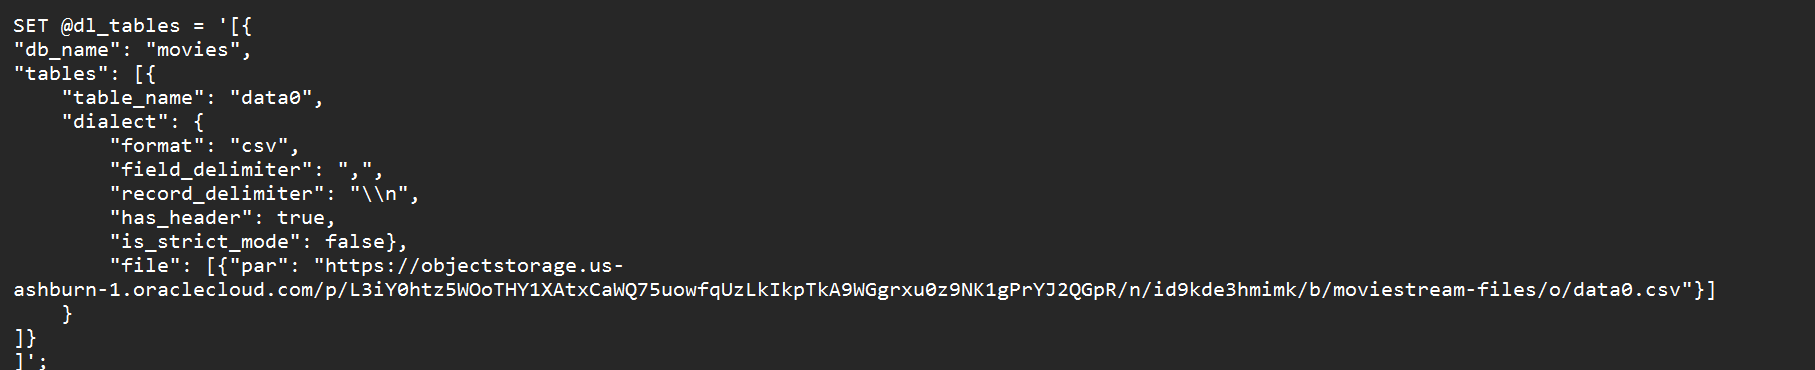 SET @dl_tables = '[{
"db_name": "movies",
"tables": [{
    "table_name": "data0",
    "dialect": {
        "format": "csv",
        "field_delimiter": ",",
        "record_delimiter": "\\n",
        "has_header": true,
        "is_strict_mode": false},
        "file": [{"par": "https://objectstorage.us-
ashburn-1.oraclecloud.com/p/L3iY0htz5WOoTHY1XAtxCaWQ75uowfqUzLkIkpTkA9WGgrxu0z9NK1gPrYJ2QGpR/n/id9kde3hmimk/b/moviestream-files/o/data0.csv"}]
    }
]}
]';